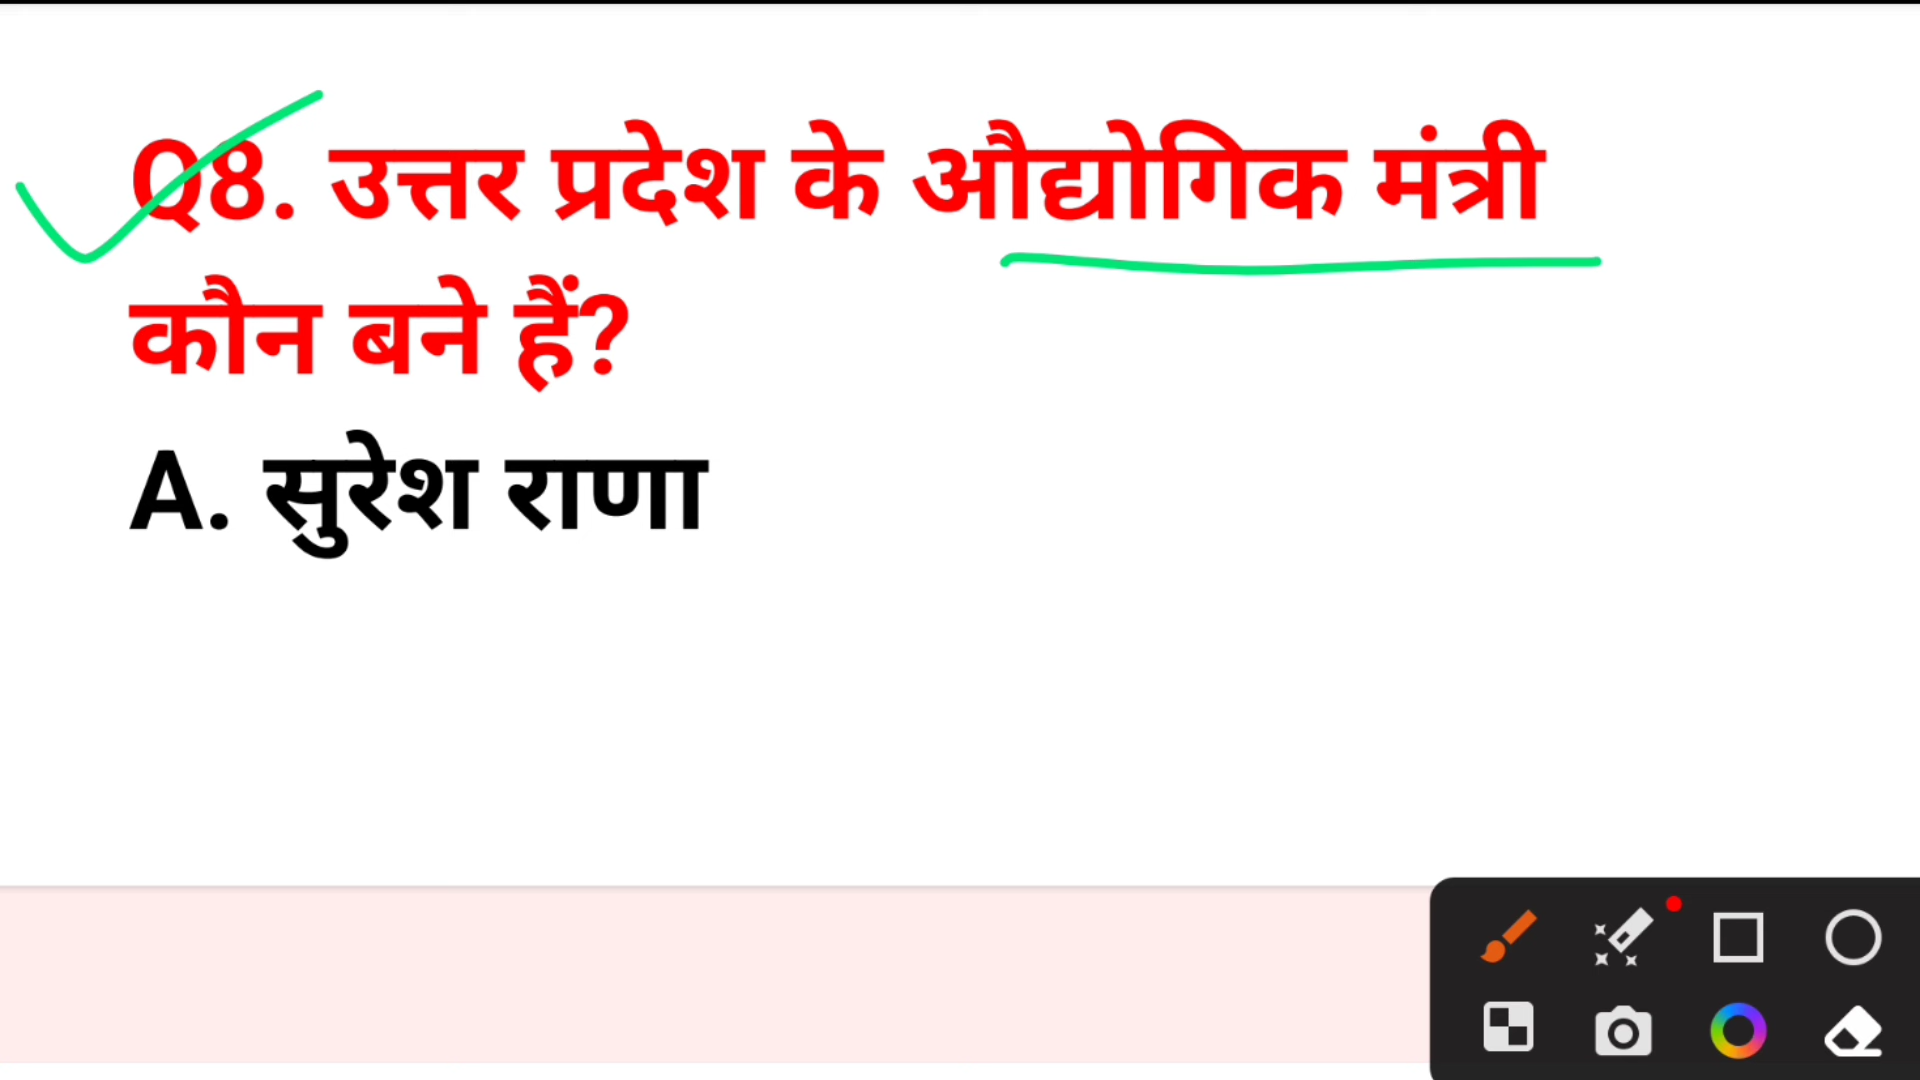 Q8. उत्तर प्रदेश के औद्योगिक मंत्री
कौन बने हैं?
A. सुरेश राणा